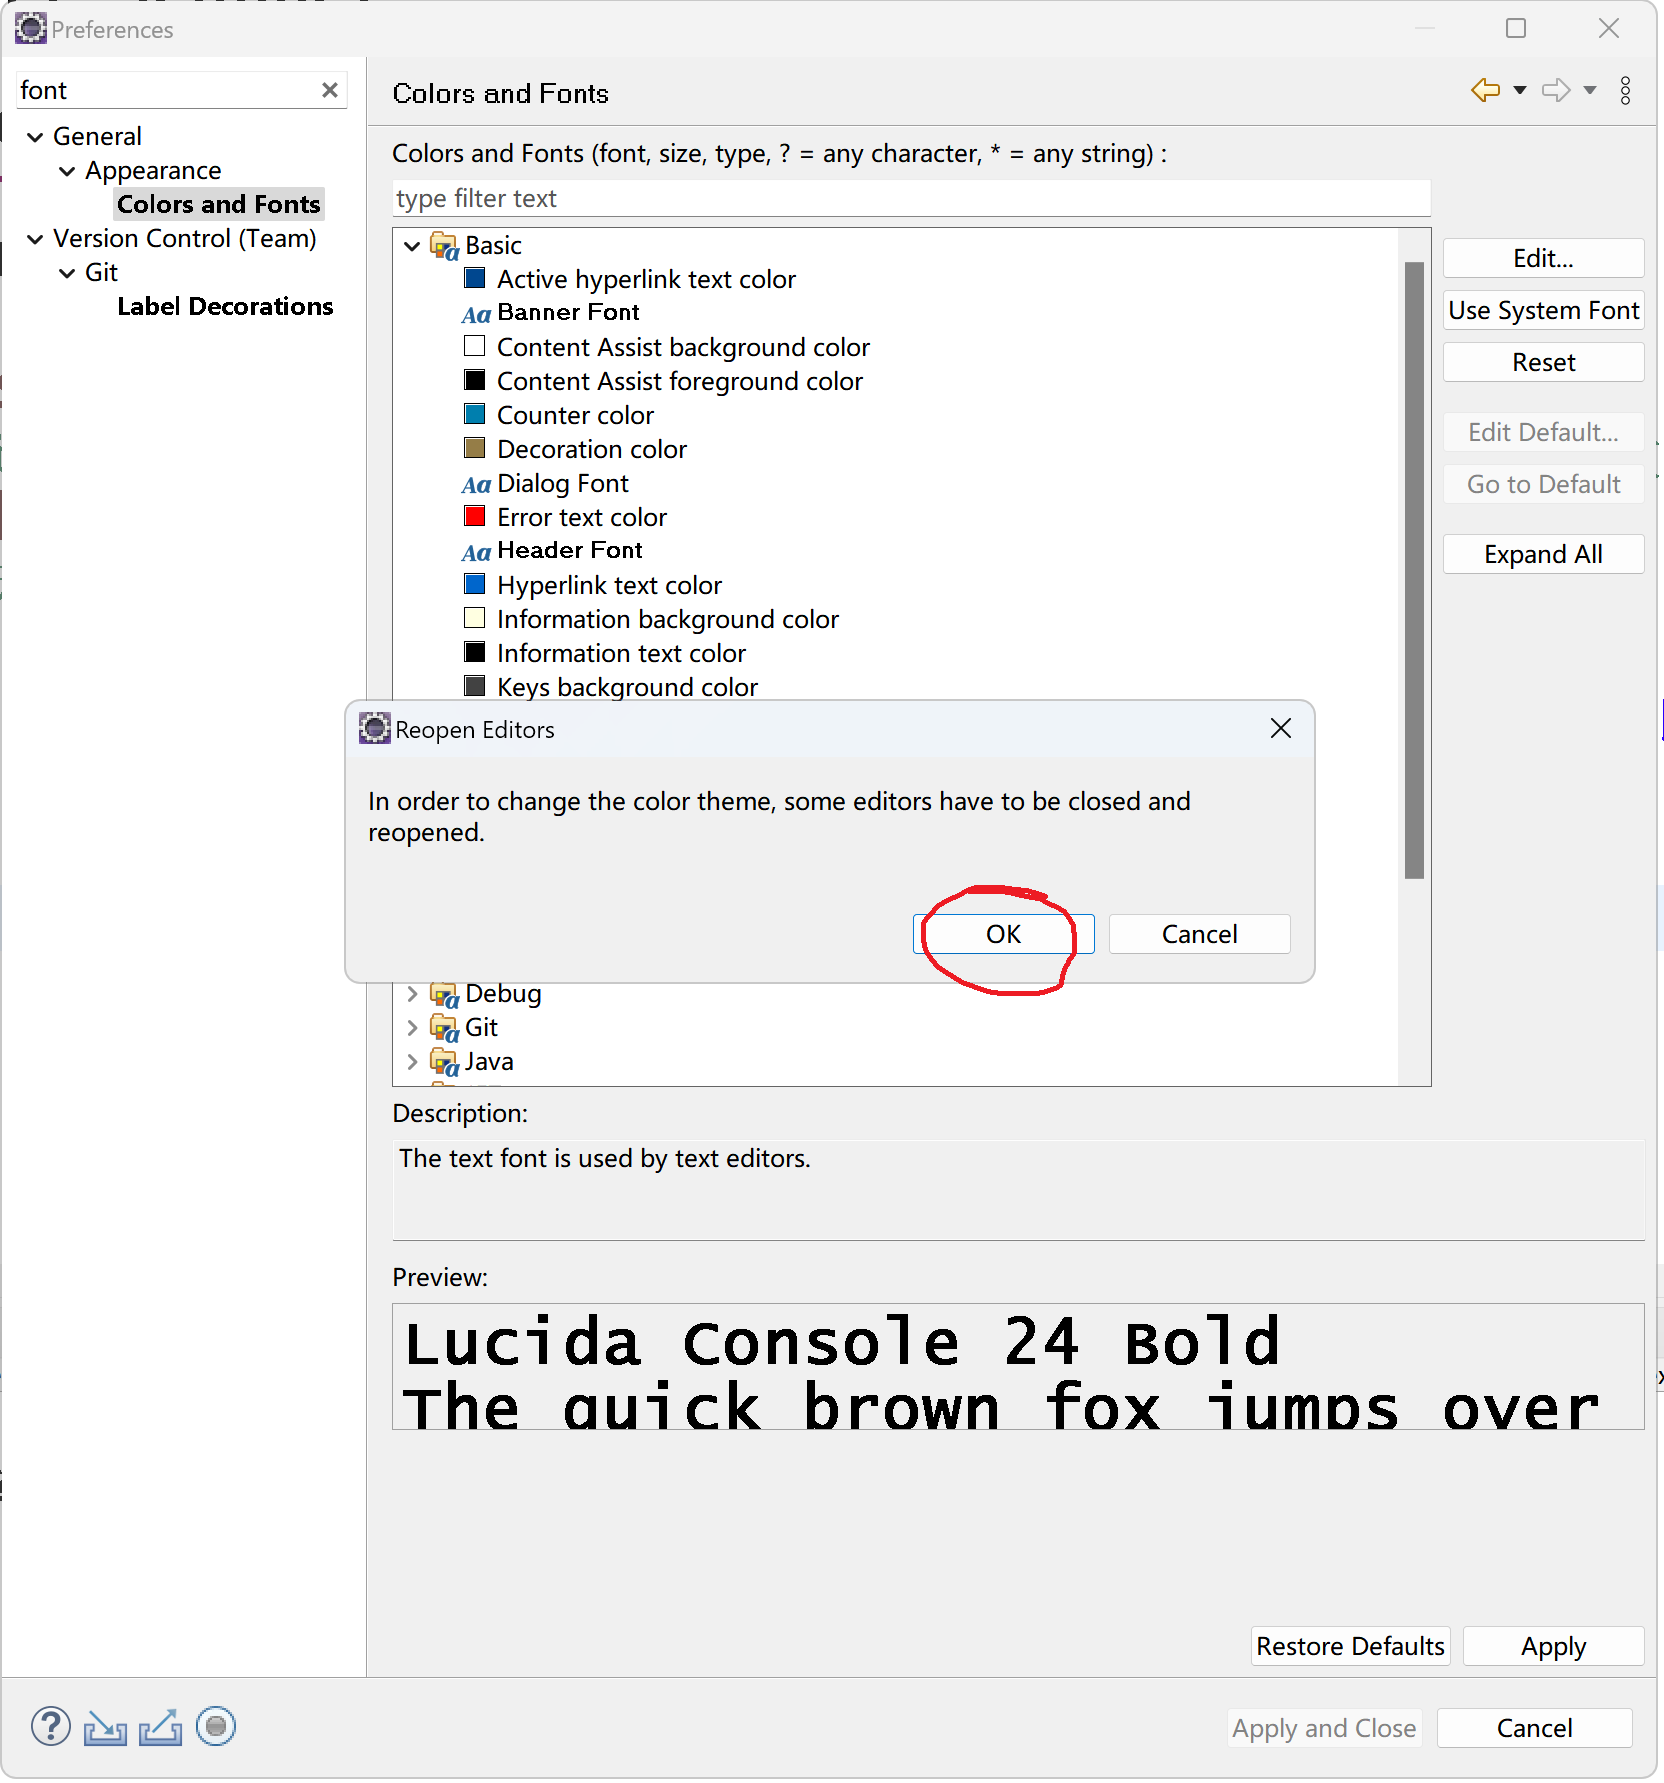 Preferences
font
General
Appearance
Colors and Fonts
Version Control (Team)
Git
Label Decorations
Colors and Fonts
Colors and Fonts (font, size, type, ? = any character, * = any string) :
type filter text
Basic
Active hyperlink text color
Aa Banner Font
Content Assist background color
Content Assist foreground color
Counter color
Decoration color
Aa Dialog Font
Error text color
Aa Header Font
Hyperlink text color
Information background color
Information text color
Keys background color
Edit...
Use System Font
Reset
Edit Default...
Go to Default
Expand All
Reopen Editors
In order to change the color theme, some editors have to be closed and
reopened.
OK
Cancel
Debug
Git
Java
Description:
The text font is used by text editors.
Preview:
Lucida Console 24 Bold
The quick brown fox jumps over
Restore Defaults
Apply
Apply and Close
Cancel